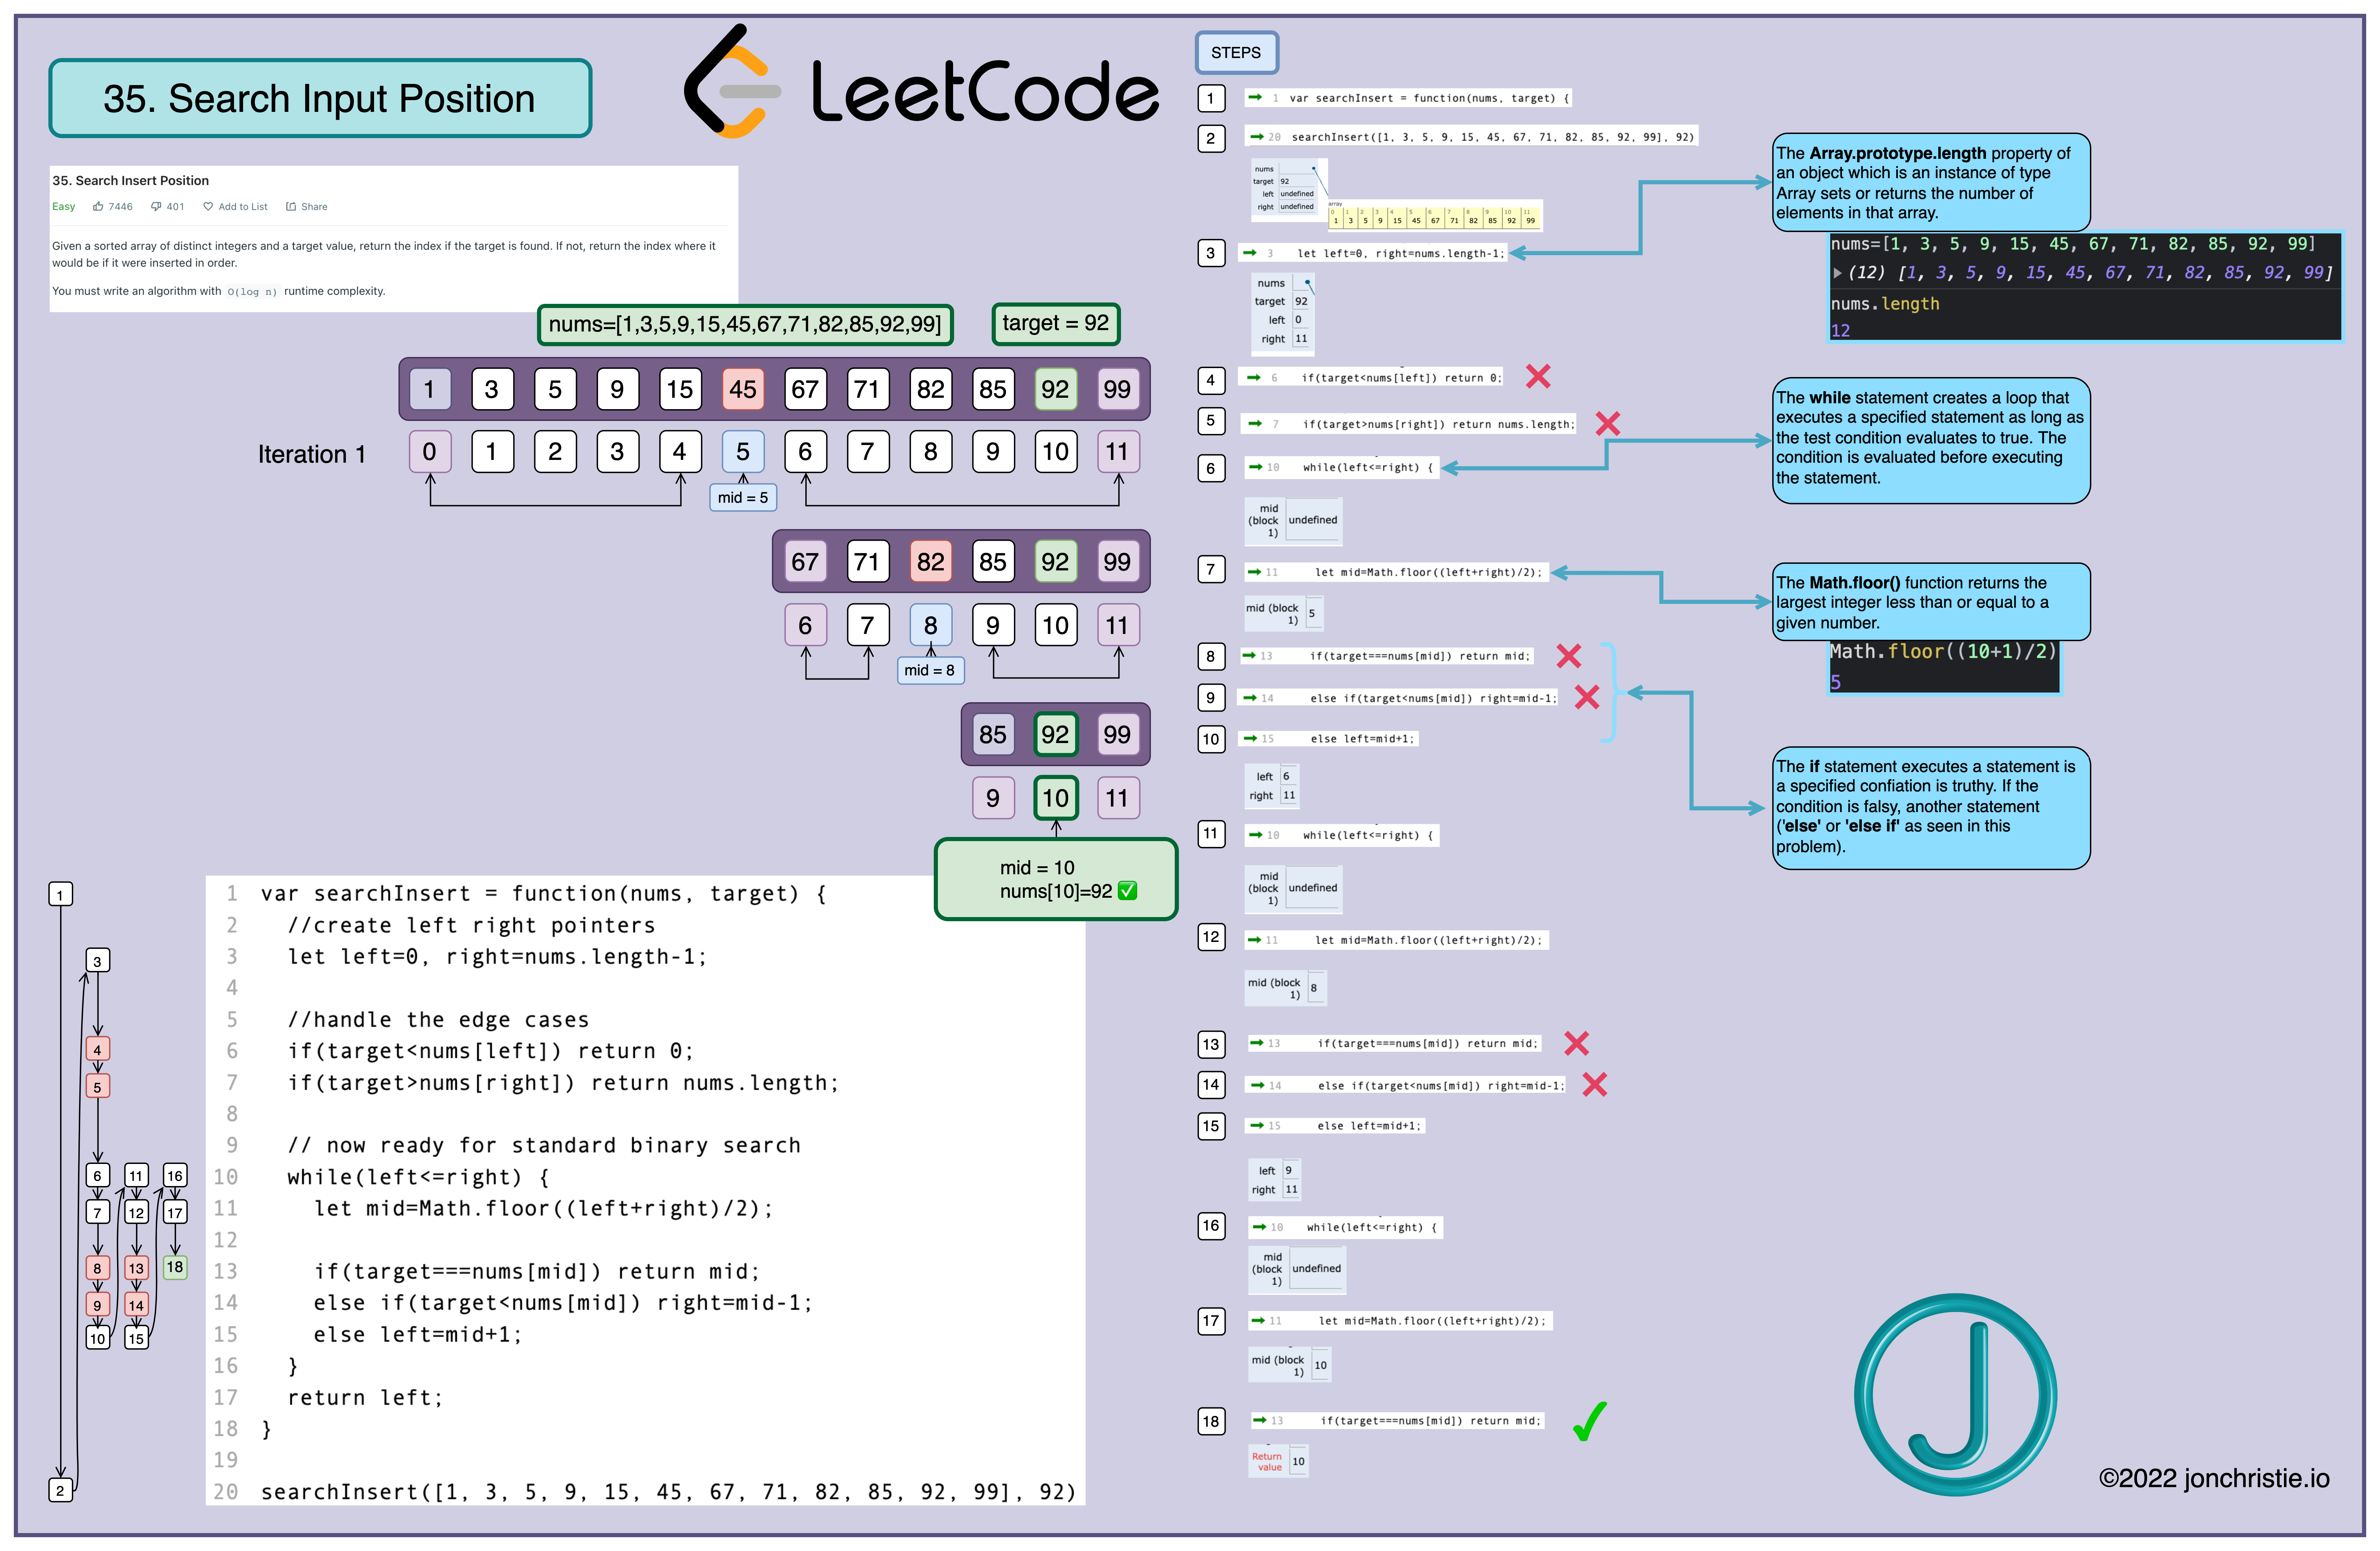 35. Search Input Position
LeetCode
35. Search Insert Position
Easy 7446 401 Add to List Share
Given a sorted array of distinct integers and a target value, return the index if the target is found. If not, return the index where it
would be if it were inserted in order.
You must write an algorithm with O(log n) runtime complexity.
nums=[1,3,5,9,15,45,67,71,82,85,92,99]
target = 92
1 3 5 9 15 45 67 71 82 85 92 99
Iteration 1
0 1 2 3 4 5 6 7 8 9 10 11
mid = 5
67 71 82 85 92 99
6 7 8 9 10 11
mid = 8
85 92 99
9 10 11
mid = 10
nums[10]=92 ✅
1
3
4
5
6 11 16
7 12 17
8 13 18
9 14
10 15
2
1 var searchInsert = function(nums, target) {
2 //create left right pointers
3 let left=0, right=nums.length-1;
4
5 //handle the edge cases
6 if(target<nums[left]) return 0;
7 if(target>nums[right]) return nums.length;
8
9 // now ready for standard binary search
10 while(left<=right) {
11 let mid=Math.floor((left+right)/2);
12
13 if(target===nums[mid]) return mid;
14 else if(target<nums[mid]) right=mid-1;
15 else left=mid+1;
16 }
17 return left;
18 }
19
20 searchInsert([1, 3, 5, 9, 15, 45, 67, 71, 82, 85, 92, 99], 92)
STEPS
1 1 var searchInsert = function(nums, target) {
2 20 searchInsert([1, 3, 5, 9, 15, 45, 67, 71, 82, 85, 92, 99], 92)
nums
target 92
left undefined
right undefined
array
0 1 2 3 4 5 6 7 8 9 10 11
1 3 5 9 15 45 67 71 82 85 92 99
3 3 let left=0, right=nums.length-1;
nums
target 92
left 0
right 11
4 6 if(target<nums[left]) return 0;
5 7 if(target>nums[right]) return nums.length;
6 10 while(left<=right) {
mid
(block undefined
1)
7 11 let mid=Math.floor((left+right)/2);
mid (block 5
1)
8 13 if(target===nums[mid]) return mid;
9 14 else if(target<nums[mid]) right=mid-1;
10 15 else left=mid+1;
left 6
right 11
11 10 while(left<=right) {
mid
(block undefined
1)
12 11 let mid=Math.floor((left+right)/2);
mid (block 8
1)
13 13 if(target===nums[mid]) return mid;
14 14 else if(target<nums[mid]) right=mid-1;
15 15 else left=mid+1;
left 9
right 11
16 10 while(left<=right) {
mid
(block undefined
1)
17 11 let mid=Math.floor((left+right)/2);
mid (block 10
1)
18 13 if(target===nums[mid]) return mid;
Return 10
value
The Array.prototype.length property of
an object which is an instance of type
Array sets or returns the number of
elements in that array.
nums=[1, 3, 5, 9, 15, 45, 67, 71, 82, 85, 92, 99]
(12) [1, 3, 5, 9, 15, 45, 67, 71, 82, 85, 92, 99]
nums.length
12
The while statement creates a loop that
executes a specified statement as long as
the test condition evaluates to true. The
condition is evaluated before executing
the statement.
The Math.floor() function returns the
largest integer less than or equal to a
given number.
Math.floor((10+1)/2)
5
The if statement executes a statement is
a specified confiation is truthy. If the
condition is falsy, another statement
('else' or 'else if' as seen in this
problem).
J
©2022 jonchristie.io